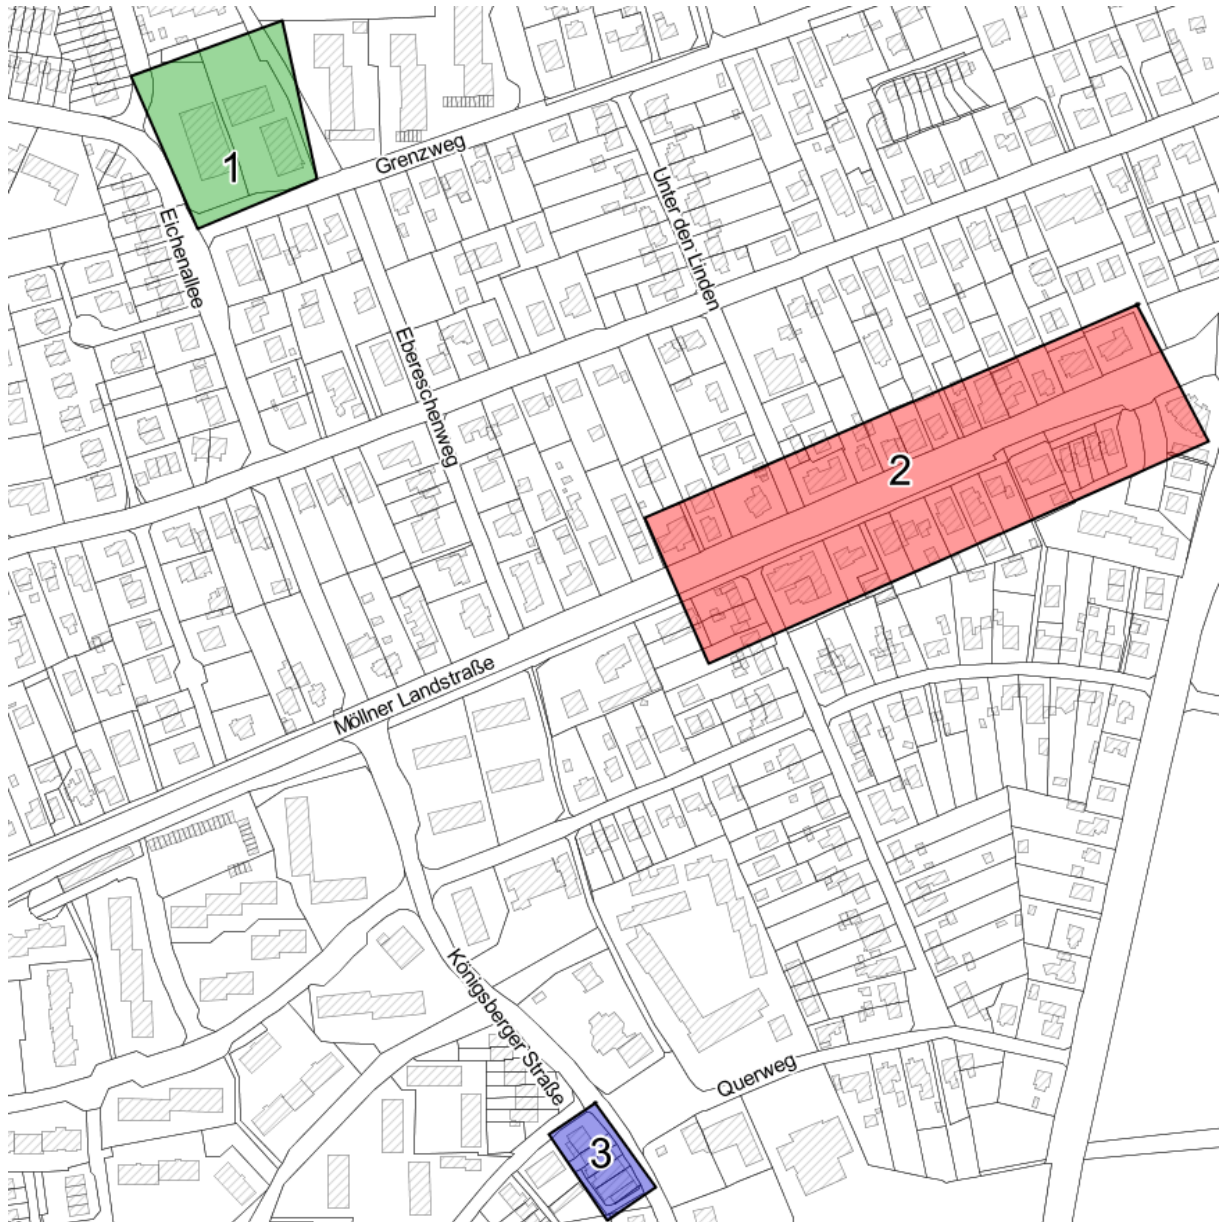 Grenzweg
1
Unter den Linden
Eichenallee
Ebereschenweg
2
Möllner Landstraße
Königsberger Straße
Querweg
3